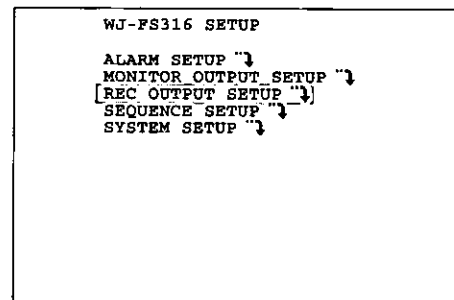 WJ-FS316 SETUP
ALARM SETUP
MONITOR OUTPUT SETUP
REC OUTPUT SETUP
SEQUENCE SETUP
SYSTEM SETUP